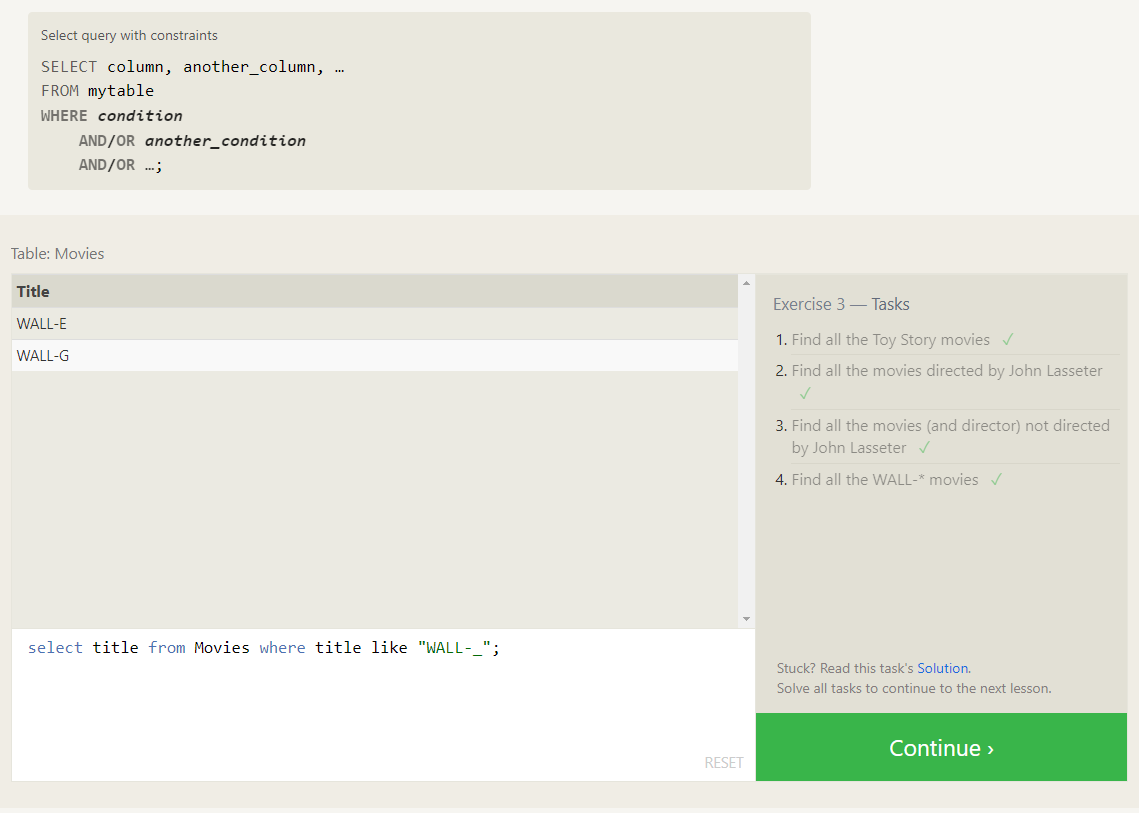 Select query with constraints
SELECT column, another_column, …
FROM mytable
WHERE condition
AND/OR another_condition
AND/OR …;
Table: Movies
Title
WALL-E
WALL-G
select title from Movies where title like "WALL-_";
RESET
Exercise 3 — Tasks
1. Find all the Toy Story movies ✓
2. Find all the movies directed by John Lasseter
✓
3. Find all the movies (and director) not directed
by John Lasseter ✓
4. Find all the WALL-* movies ✓
Stuck? Read this task's Solution.
Solve all tasks to continue to the next lesson.
Continue ›